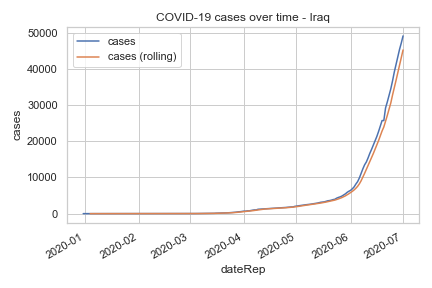 COVID-19 cases over time - Iraq
cases
cases (rolling)
50000
40000
30000
20000
10000
0
cases
2020-01
2020-02
2020-03
2020-04
2020-05
2020-06
2020-07
dateRep